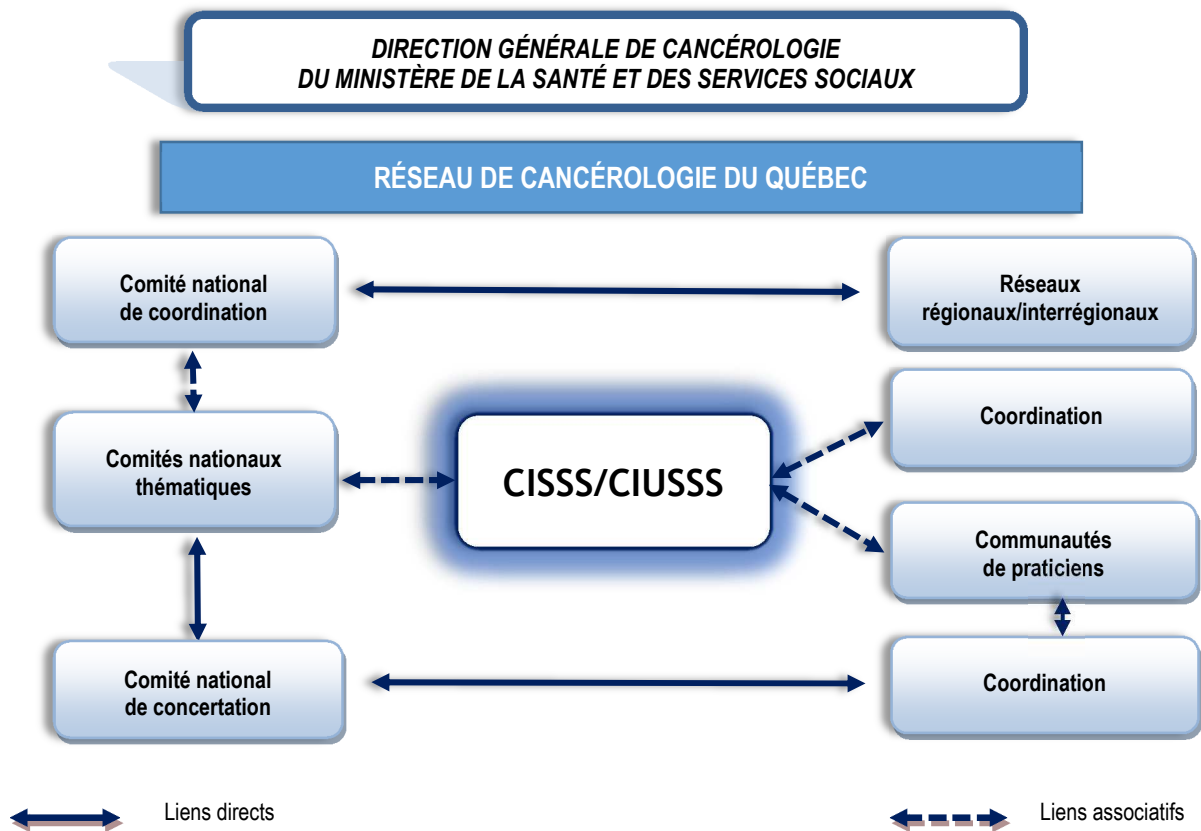 DIRECTION GÉNÉRALE DE CANCÉROLOGIE
DU MINISTÈRE DE LA SANTÉ ET DES SERVICES SOCIAUX
RÉSEAU DE CANCÉROLOGIE DU QUÉBEC
Comité national
de coordination
Réseaux
régionaux/interrégionaux
Coordination
Comités nationaux
thématiques
CISSS/CIUSSS
Communautés
de praticiens
Comité national
de concertation
Coordination
Liens directs
Liens associatifs